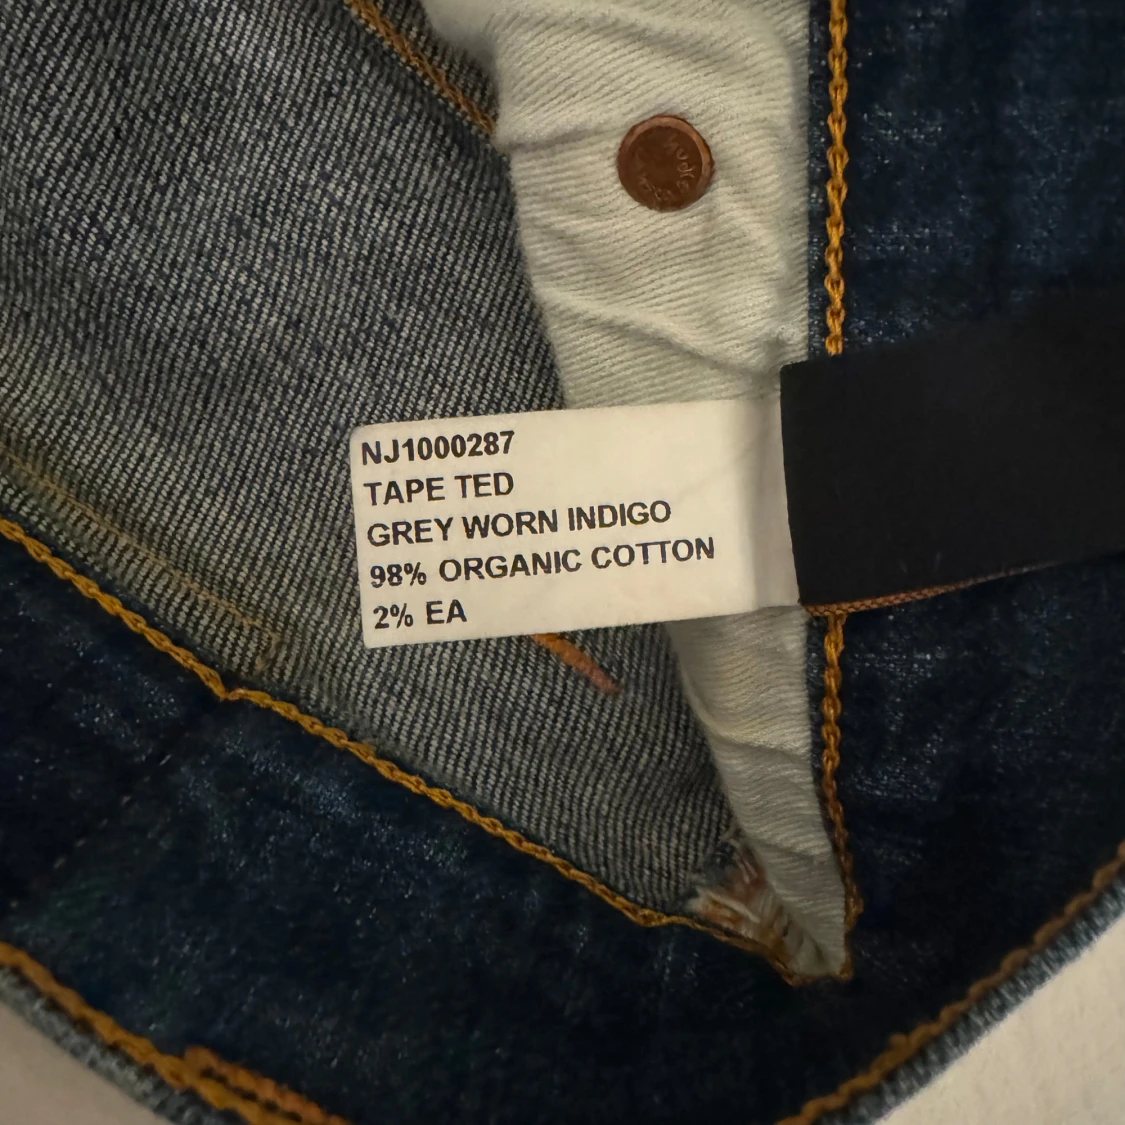 NJ1000287
TAPE TED
GREY WORN INDIGO
98% ORGANIC COTTON
2% EA